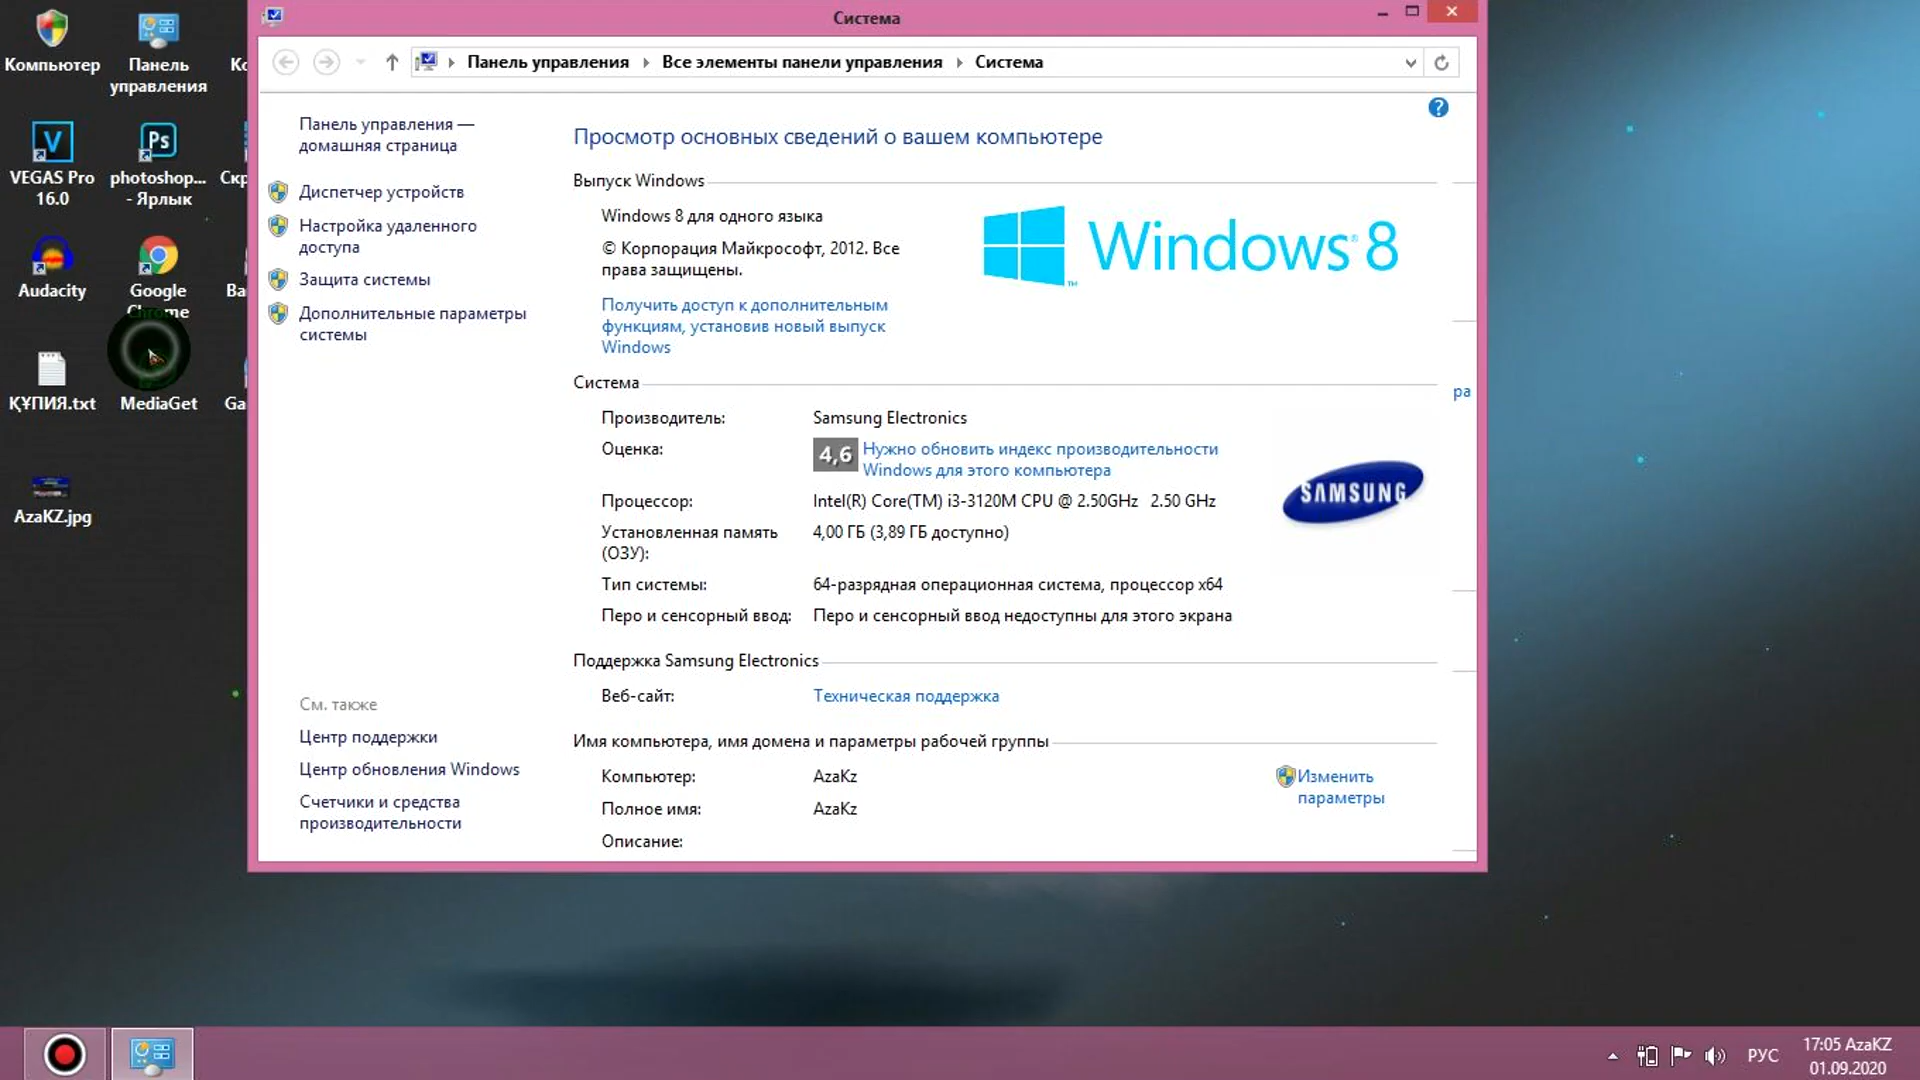 Компьютер
Панель
управления
Ко
VEGAS Pro
16.0
photoshop...
- Ярлык
Скр
Audacity
Google
Chrome
Ba
ҚҰПИЯ.txt
MediaGet
Ga
AzaKZ.jpg
Система
Панель управления
Все элементы панели управления
Система
Панель управления —
домашняя страница
Диспетчер устройств
Настройка удаленного
доступа
Защита системы
Дополнительные параметры
системы
См. также
Центр поддержки
Центр обновления Windows
Счетчики и средства
производительности
Просмотр основных сведений о вашем компьютере
Выпуск Windows
Windows 8 для одного языка
© Корпорация Майкрософт, 2012. Все
права защищены.
Получить доступ к дополнительным
функциям, установив новый выпуск
Windows
Windows 8
Система
Производитель: Samsung Electronics
Оценка: 4,6 Нужно обновить индекс производительности
Windows для этого компьютера
Процессор: Intel(R) Core(TM) i3-3120M CPU @ 2.50GHz 2.50 GHz
Установленная память 4,00 ГБ (3,89 ГБ доступно)
(ОЗУ):
Тип системы: 64-разрядная операционная система, процессор x64
Перо и сенсорный ввод: Перо и сенсорный ввод недоступны для этого экрана
SAMSUNG
ра
Поддержка Samsung Electronics
Веб-сайт: Техническая поддержка
Имя компьютера, имя домена и параметры рабочей группы
Компьютер: AzaKz
Изменить
параметры
Полное имя: AzaKz
Описание:
РУС
17:05 AzaKZ
01.09.2020